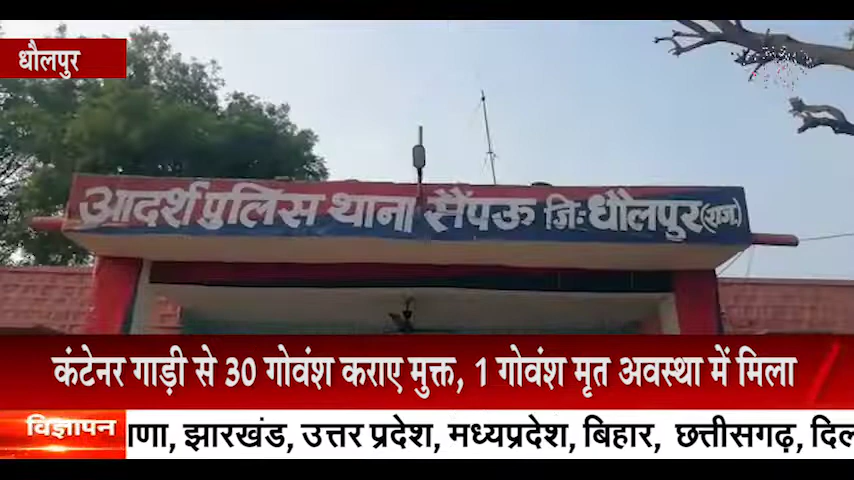 धौलपुर
आदर्श पुलिस थाना सैंपऊ जि:-धौलपुर(राज.)
कंटेनर गाड़ी से 30 गोवंश कराए मुक्त, 1 गोवंश मृत अवस्था में मिला
विज्ञापन
झारखंड, उत्तर प्रदेश, मध्यप्रदेश, बिहार, छत्तीसगढ़,